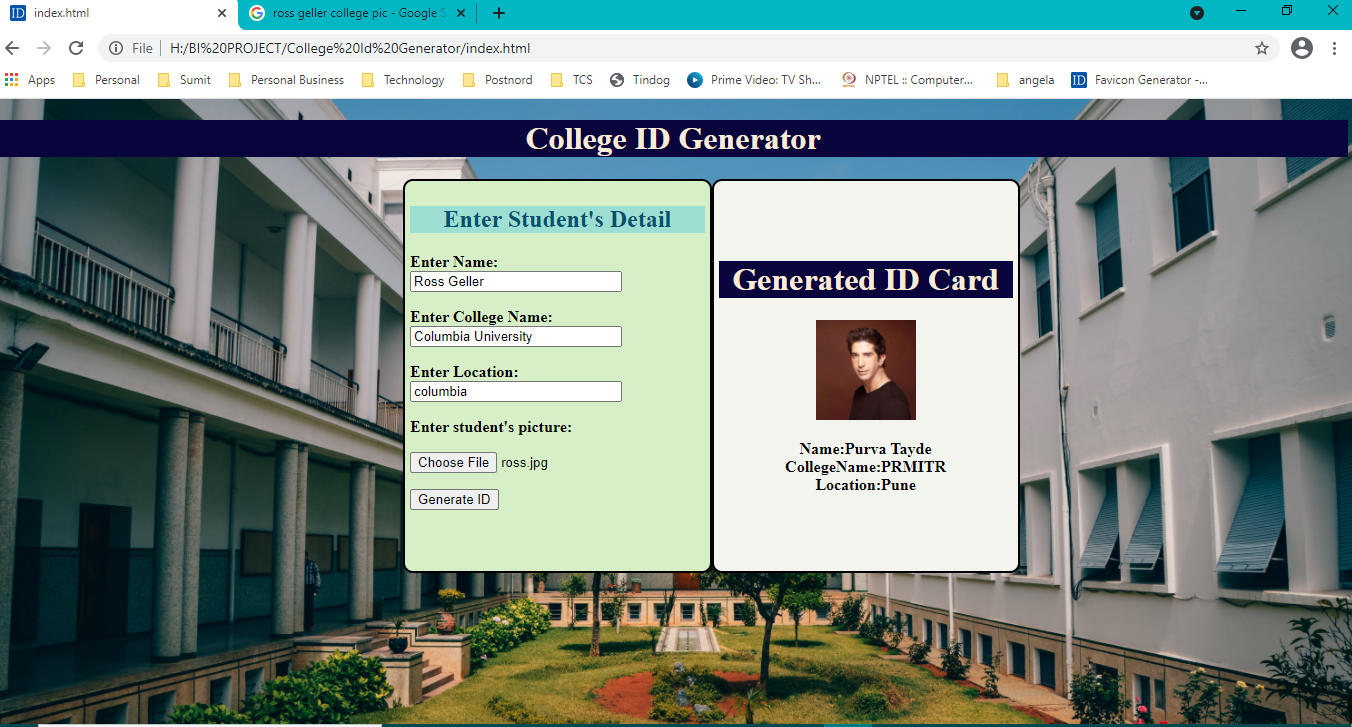 index.html
ross geller college pic - Google S
File
H:/BI%20PROJECT/College%20Id%20Generator/index.html
Apps
Personal
Sumit
Personal Business
Technology
Postnord
TCS
Tindog
Prime Video: TV Sh...
NPTEL :: Computer...
angela
ID
Favicon Generator -...
College ID Generator
Enter Student's Detail
Enter Name:
Ross Geller
Enter College Name:
Columbia University
Enter Location:
columbia
Enter student's picture:
Choose File ross.jpg
Generate ID
Generated ID Card
Name:Purva Tayde
CollegeName:PRMITR
Location:Pune